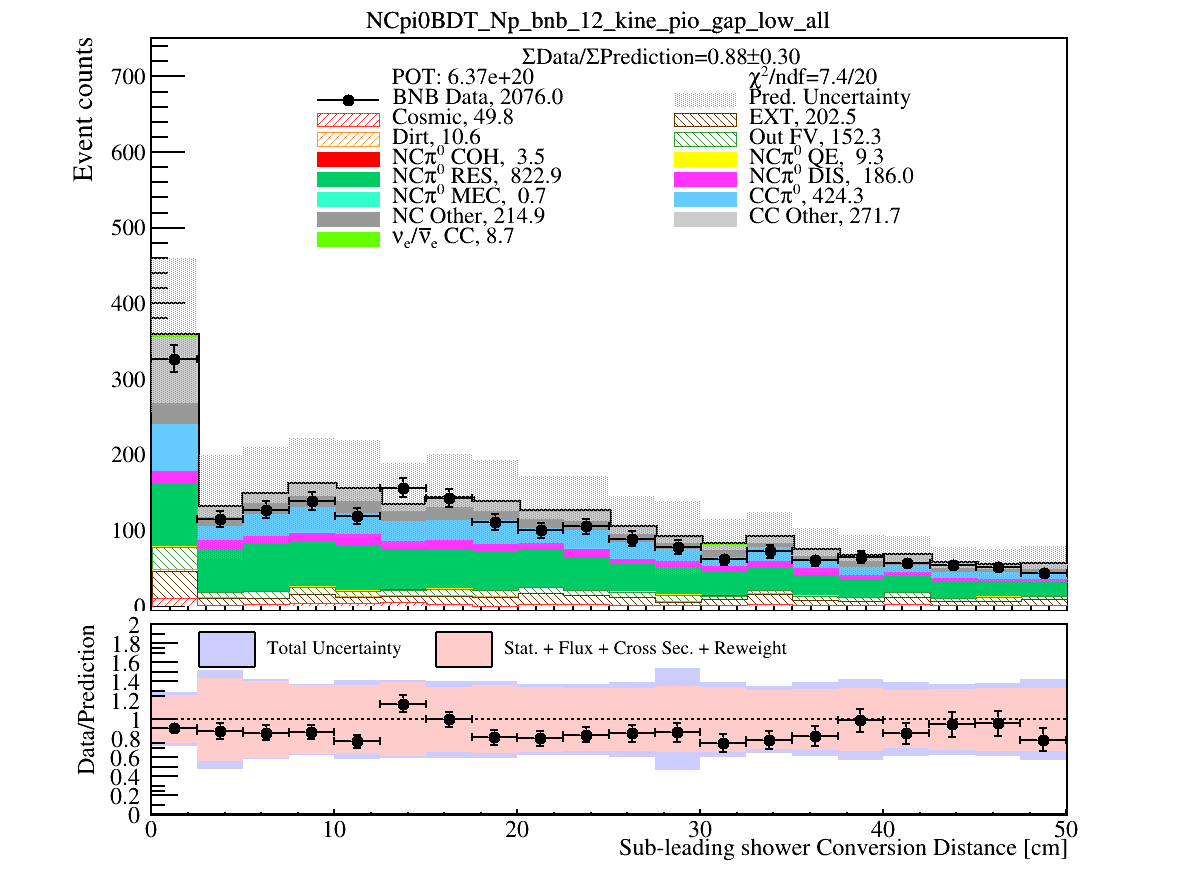 NCpi0BDT_Np_bnb_12_kine_pio_gap_low_all
ΣData/ΣPrediction=0.88±0.30
POT: 6.37e+20
χ²/ndf=7.4/20
BNB Data, 2076.0
Pred. Uncertainty
Cosmic, 49.8
EXT, 202.5
Dirt, 10.6
Out FV, 152.3
NCπ⁰ COH, 3.5
NCπ⁰ QE, 9.3
NCπ⁰ RES, 822.9
NCπ⁰ DIS, 186.0
NCπ⁰ MEC, 0.7
CCπ⁰, 424.3
NC Other, 214.9
CC Other, 271.7
νₑ/ν̅ₑ CC, 8.7
Event counts
700
600
500
400
300
200
100
0
Total Uncertainty
Stat. + Flux + Cross Sec. + Reweight
Data/Prediction
2
1.8
1.6
1.4
1.2
1
0.8
0.6
0.4
0.2
0
0 10 20 30 40 50
Sub-leading shower Conversion Distance [cm]